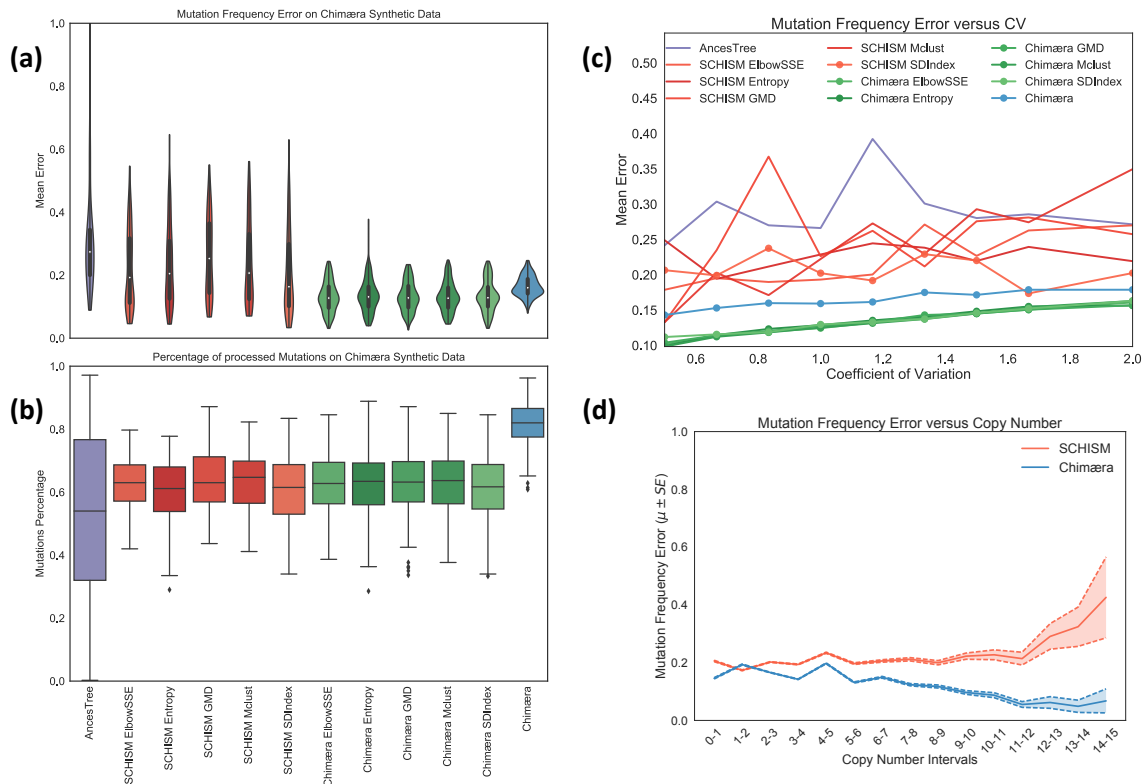 (a)
Mutation Frequency Error on Chimæra Synthetic Data
Mean Error
1.0
0.8
0.6
0.4
0.2
0.0
(b)
Percentage of processed Mutations on Chimæra Synthetic Data
Mutations Percentage
1.0
0.8
0.6
0.4
0.2
0.0
AncesTree
SCHISM ElbowSSE
SCHISM Entropy
SCHISM GMD
SCHISM Mclust
SCHISM SDIndex
Chimæra ElbowSSE
Chimæra Entropy
Chimæra GMD
Chimæra Mclust
Chimæra SDIndex
Chimæra
(c)
Mutation Frequency Error versus CV
AncesTree
SCHISM ElbowSSE
SCHISM Entropy
SCHISM GMD
SCHISM Mclust
SCHISM SDIndex
Chimæra ElbowSSE
Chimæra Entropy
Chimæra GMD
Chimæra Mclust
Chimæra SDIndex
Chimæra
Mean Error
0.50
0.45
0.40
0.35
0.30
0.25
0.20
0.15
0.10
0.6 0.8 1.0 1.2 1.4 1.6 1.8 2.0
Coefficient of Variation
(d)
Mutation Frequency Error versus Copy Number
SCHISM
Chimæra
Mutation Frequency Error (μ ± SE)
1.0
0.8
0.6
0.4
0.2
0.0
0-1
1-2
2-3
3-4
4-5
5-6
6-7
7-8
8-9
9-10
10-11
11-12
12-13
13-14
14-15
Copy Number Intervals